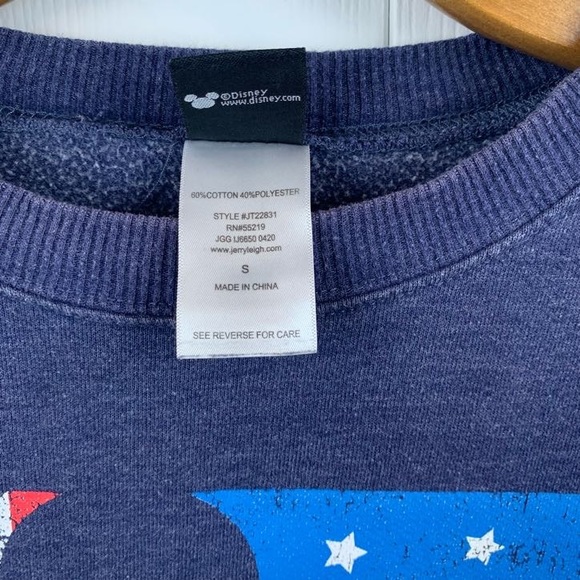 ©Disney
www.disney.com
60%COTTON 40%POLYESTER
STYLE #JT22831
RN#55219
JGG IJ6650 0420
www.jerryleigh.com
S
MADE IN CHINA
SEE REVERSE FOR CARE